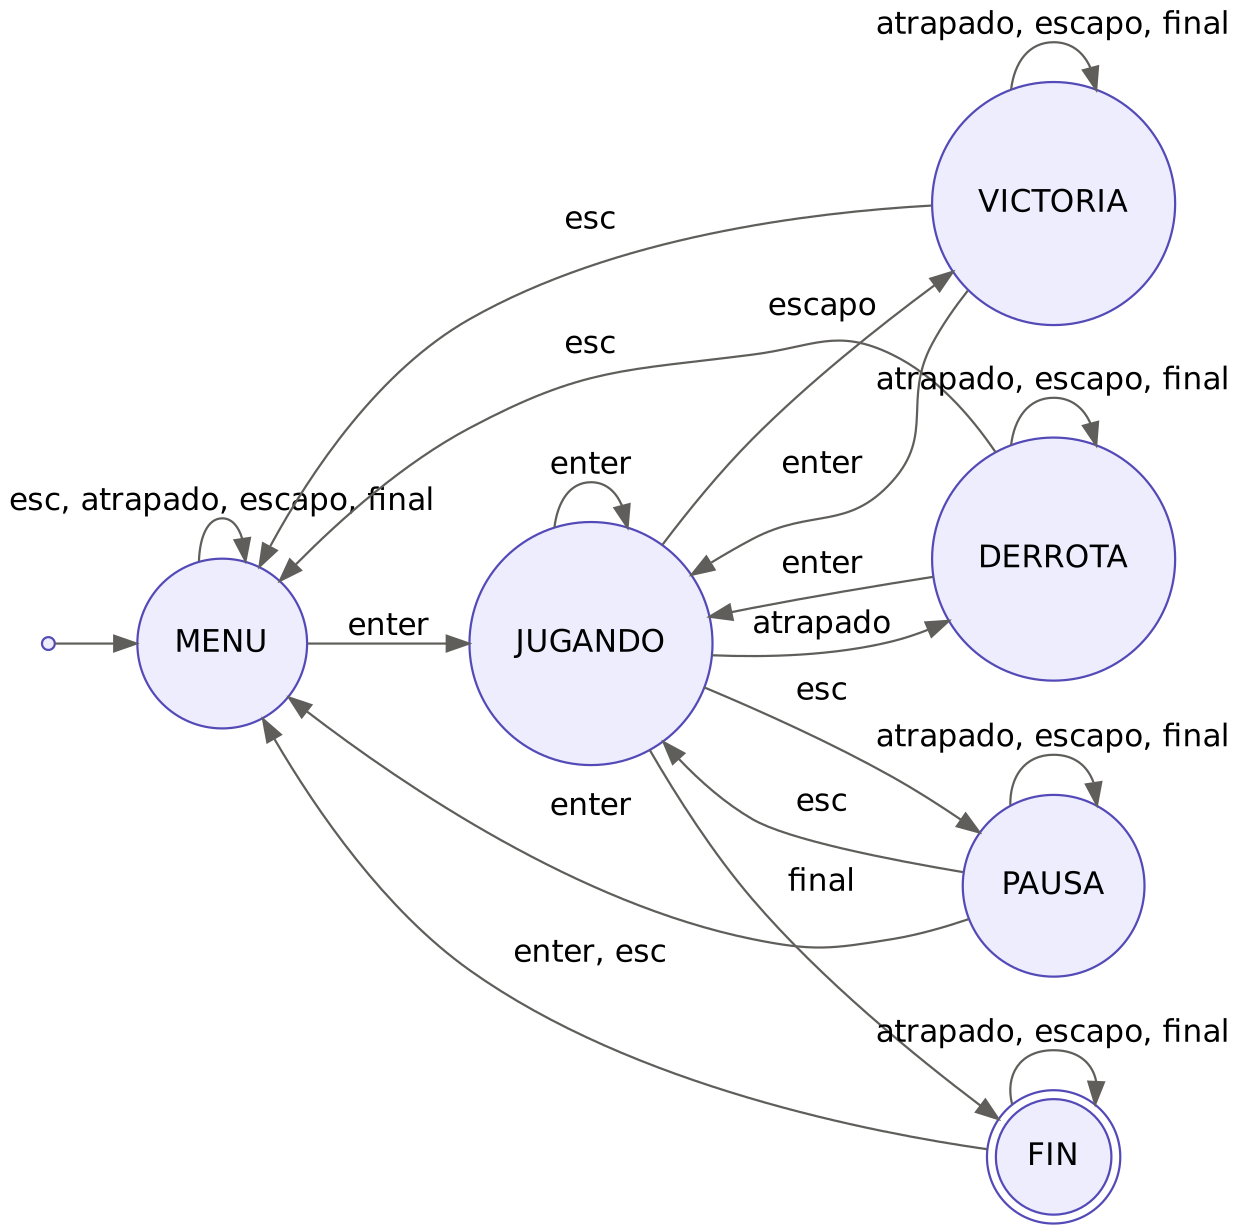 atrapado, escapo, final
VICTORIA
esc
escapo
esc
atrapado, escapo, final
enter
enter
esc, atrapado, escapo, final
DERROTA
enter
atrapado
enter
MENU
JUGANDO
esc
atrapado, escapo, final
enter
esc
PAUSA
final
enter, esc
atrapado, escapo, final
FIN